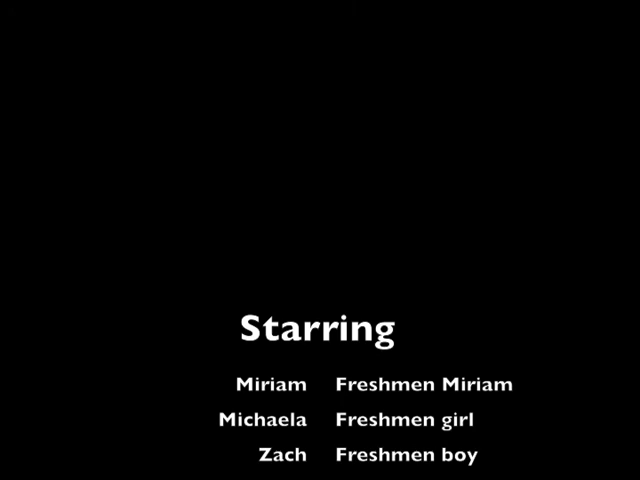 Starring
Miriam Freshmen Miriam
Michaela Freshmen girl
Zach Freshmen boy